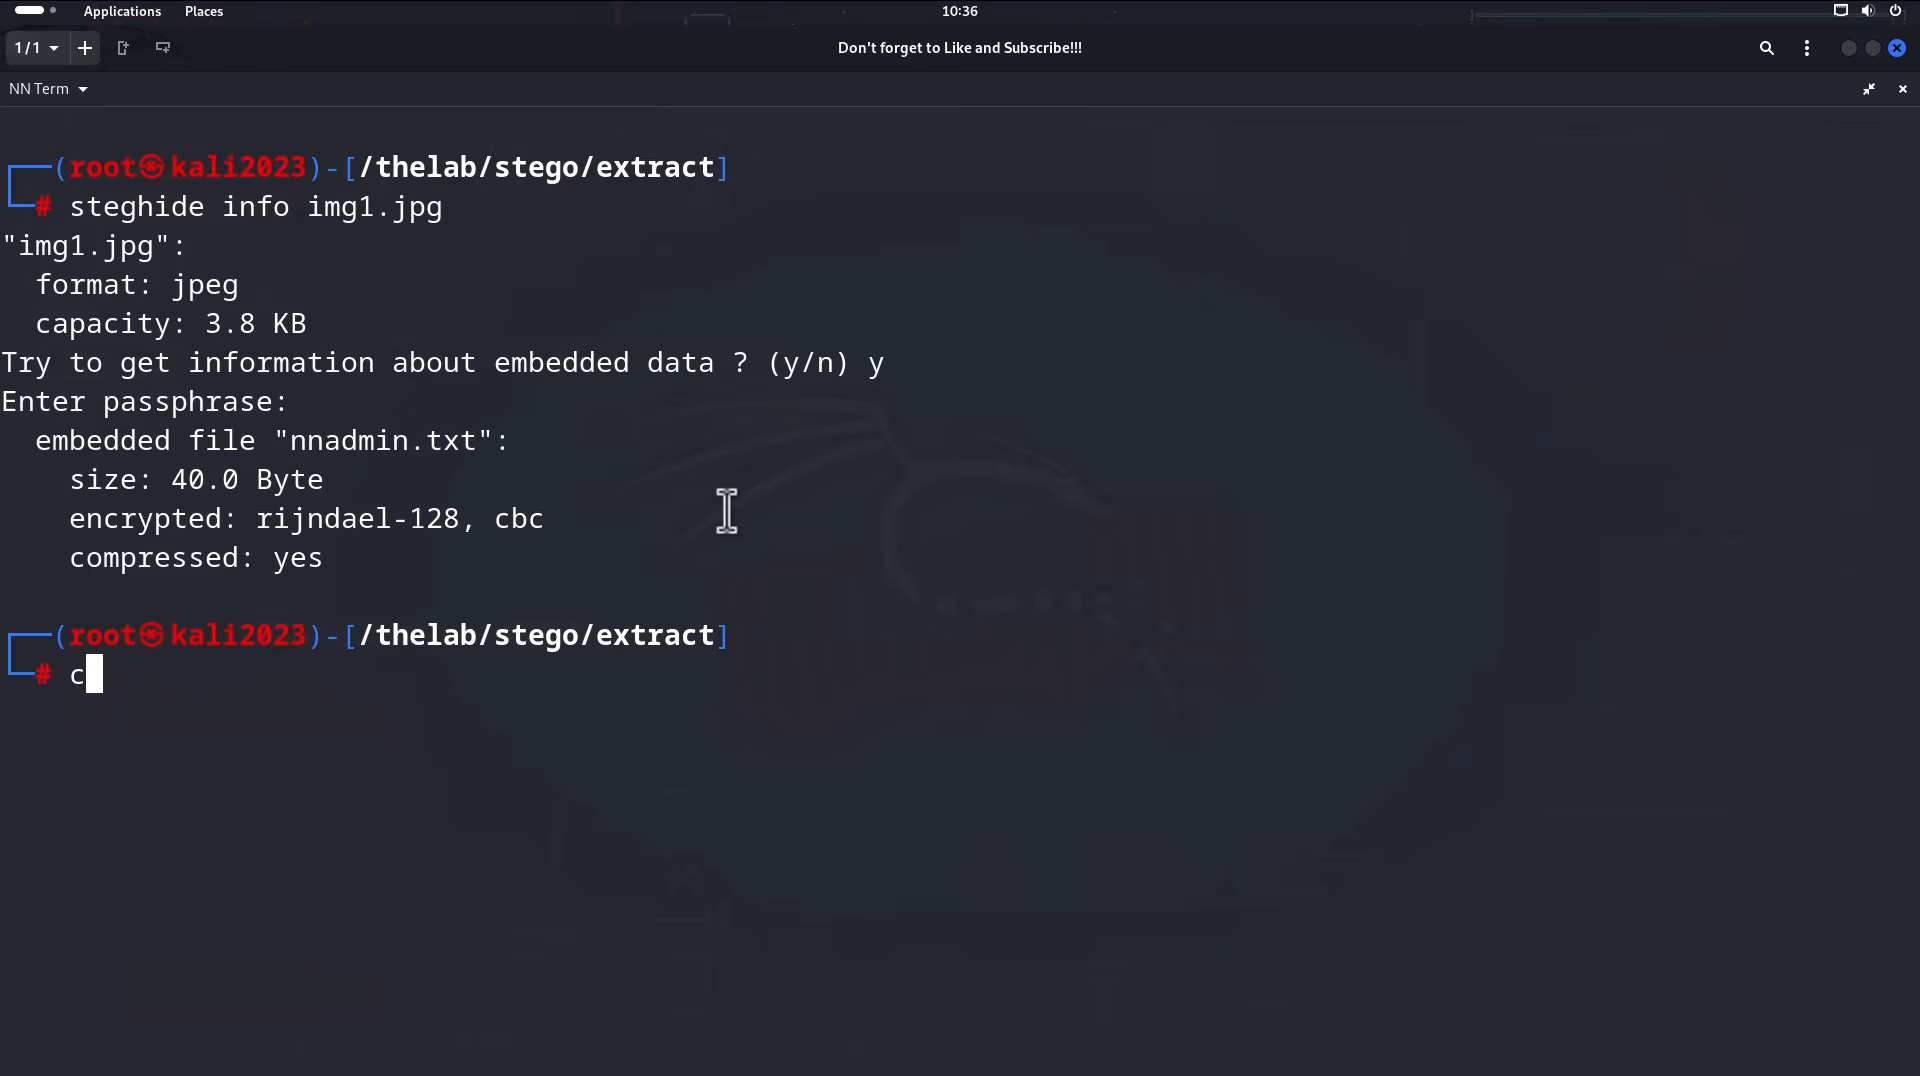 Applications Places 10:36
1/1 Don't forget to Like and Subscribe!!!
NN Term
(root㉿kali2023)-[/thelab/stego/extract]
# steghide info img1.jpg
"img1.jpg":
format: jpeg
capacity: 3.8 KB
Try to get information about embedded data ? (y/n) y
Enter passphrase:
embedded file "nnadmin.txt":
size: 40.0 Byte
encrypted: rijndael-128, cbc
compressed: yes
(root㉿kali2023)-[/thelab/stego/extract]
# c